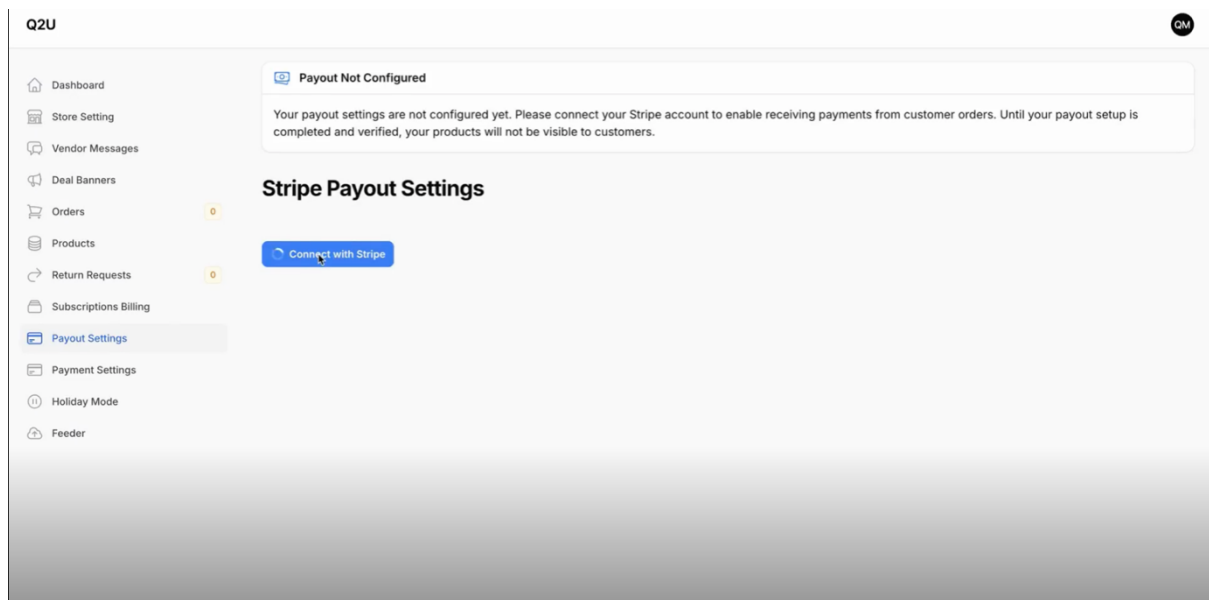 Q2U
QM
Dashboard
Store Setting
Vendor Messages
Deal Banners
Orders
0
Products
Return Requests
0
Subscriptions Billing
Payout Settings
Payment Settings
Holiday Mode
Feeder
Payout Not Configured
Your payout settings are not configured yet. Please connect your Stripe account to enable receiving payments from customer orders. Until your payout setup is
completed and verified, your products will not be visible to customers.
Stripe Payout Settings
Connect with Stripe